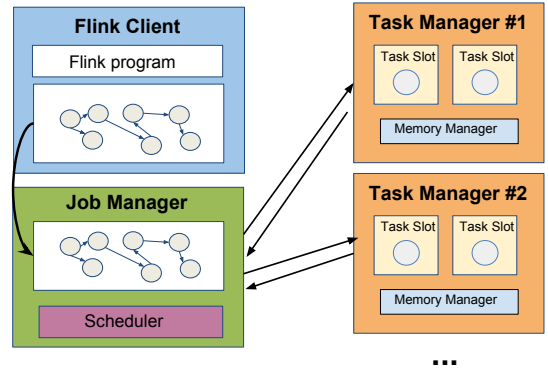 Flink Client
Flink program
Job Manager
Scheduler
Task Manager #1
Task Slot
Task Slot
Memory Manager
Task Manager #2
Task Slot
Task Slot
Memory Manager
...